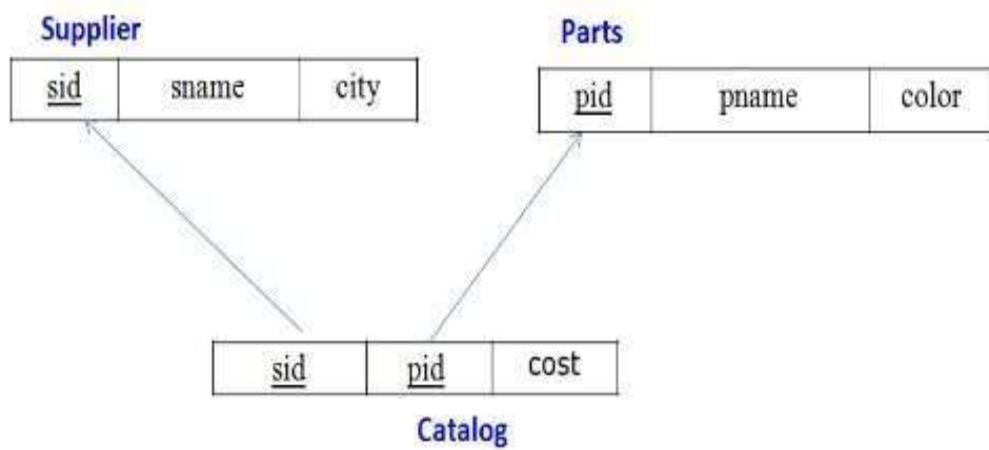 Supplier
sid sname city
Parts
pid pname color
sid pid cost
Catalog